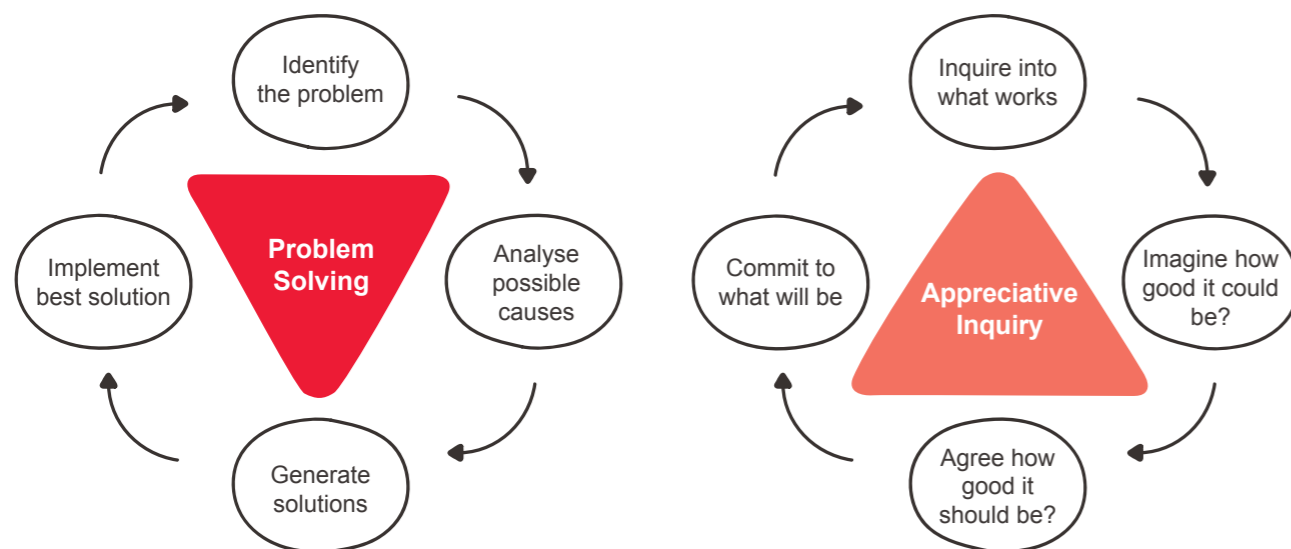 Identify
the problem
Analyse
possible
causes
Generate
solutions
Implement
best solution
Problem
Solving
Inquire into
what works
Imagine how
good it could
be?
Agree how
good it
should be?
Commit to
what will be
Appreciative
Inquiry